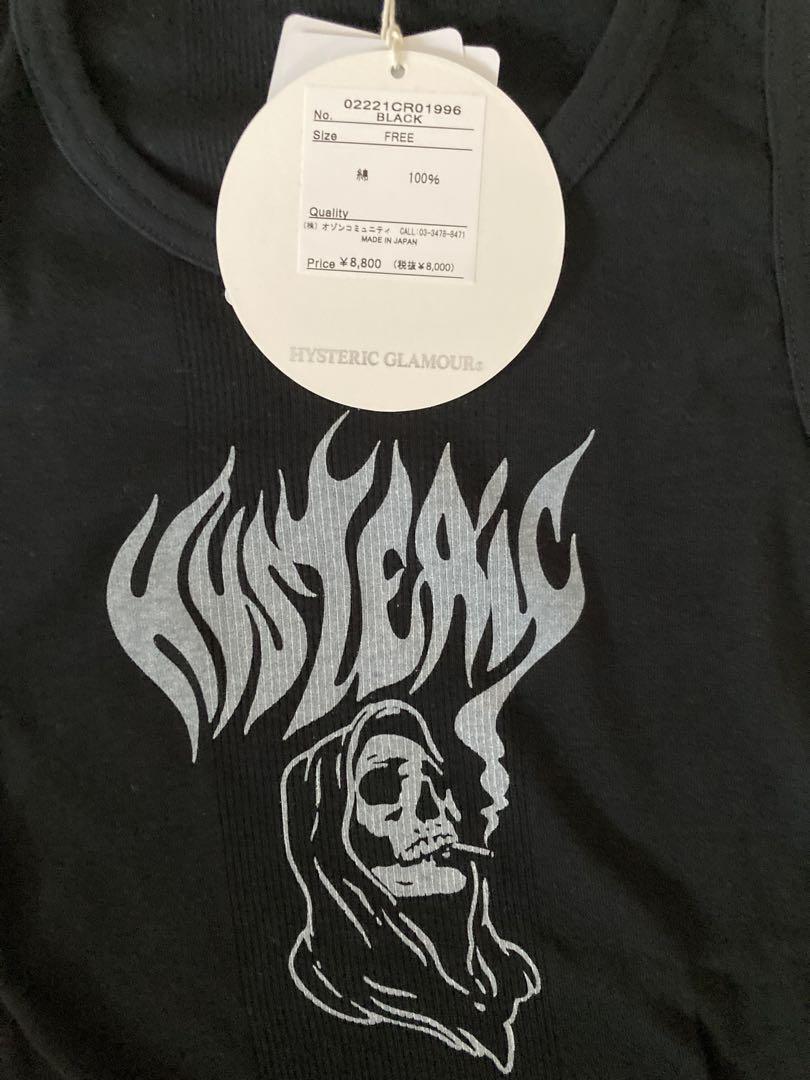 02221CR01996
No. BLACK
Size FREE
綿 100%
Quality
(株) オゾンコミュニティ CALL:03-3478-8471
MADE IN JAPAN
Price ¥8,800 (税抜¥8,000)
HYSTERIC GLAMOUR®
HYSTERIC